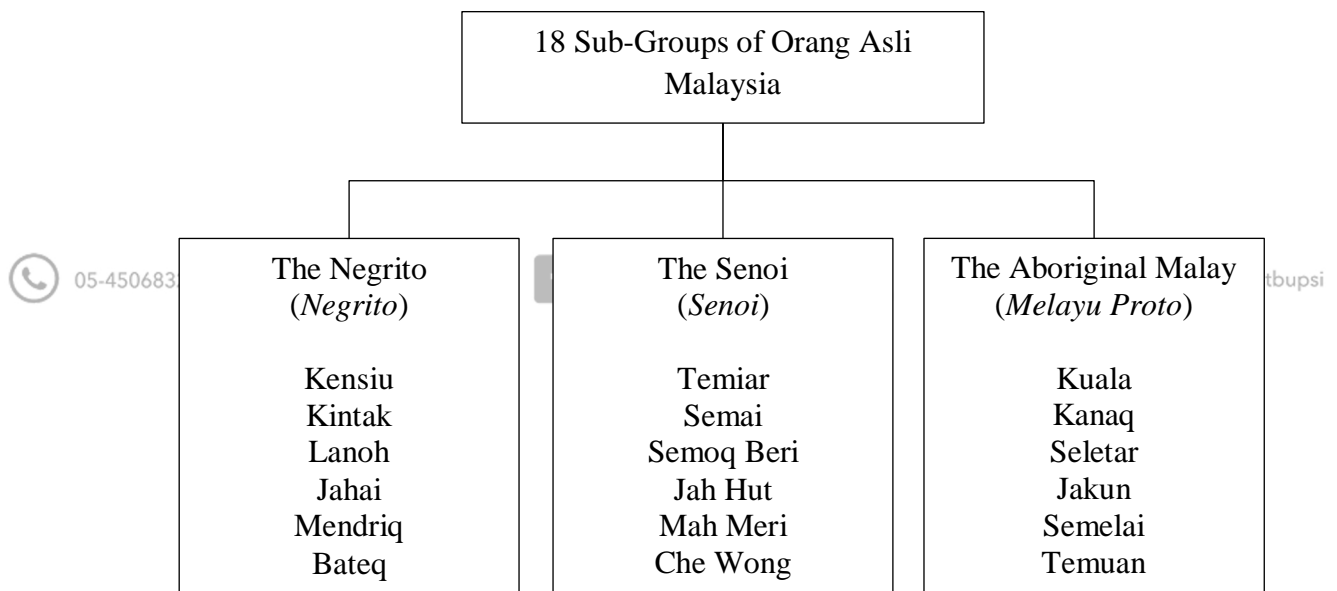 18 Sub-Groups of Orang Asli
Malaysia
05-450683
The Negrito
(Negrito)
Kensiu
Kintak
Lanoh
Jahai
Mendriq
Bateq
The Senoi
(Senoi)
Temiar
Semai
Semoq Beri
Jah Hut
Mah Meri
Che Wong
The Aboriginal Malay
(Melayu Proto)
Kuala
Kanaq
Seletar
Jakun
Semelai
Temuan
tbupsi